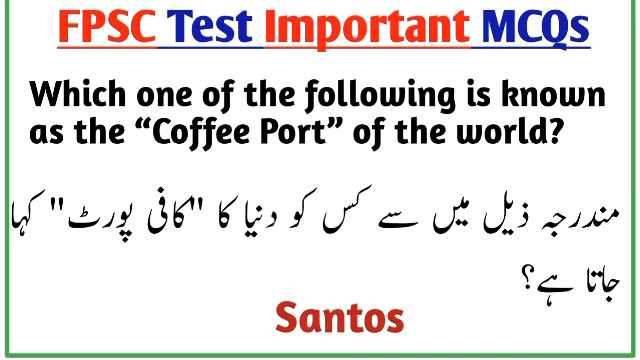 FPSC Test Important MCQs
Which one of the following is known
as the “Coffee Port” of the world?
مندرجہ ذیل میں سے کس کو دنیا کا "کافی پورٹ" کہا
جاتا ہے؟
Santos